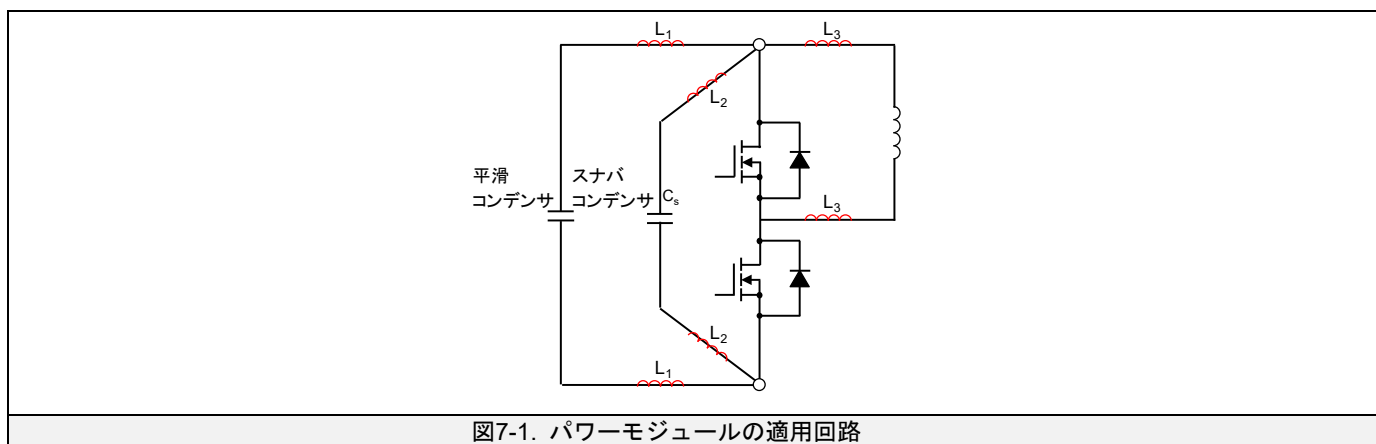 L₁
L₃
L₂
平滑
コンデンサ
スナバ
コンデンサ
Cₛ
L₃
L₂
L₁
図7-1. パワーモジュールの適用回路